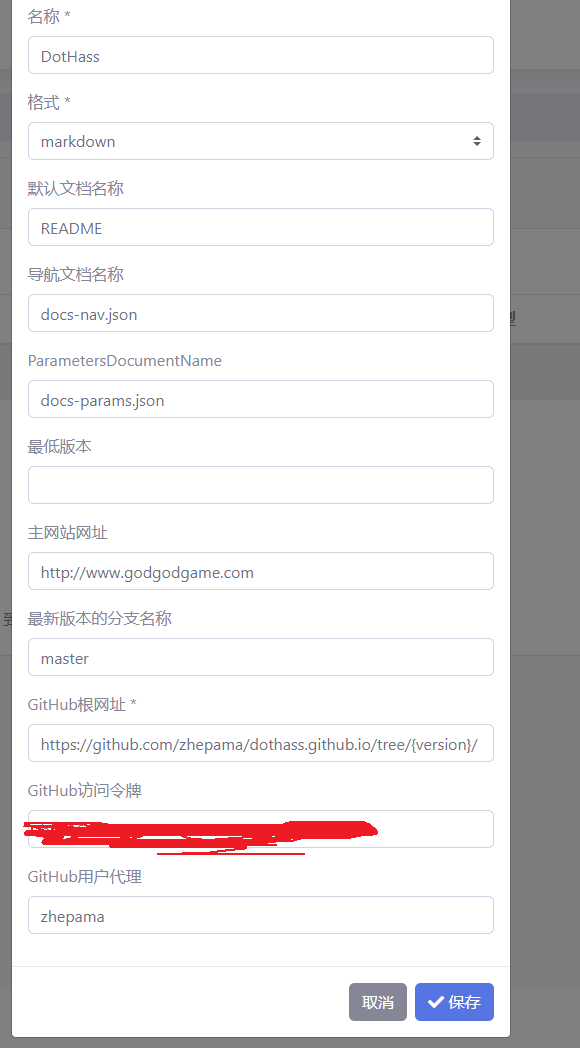 名称 *
DotHass
格式 *
markdown
默认文档名称
README
导航文档名称
docs-nav.json
ParametersDocumentName
docs-params.json
最低版本
主网站网址
http://www.godgodgame.com
最新版本的分支名称
master
GitHub根网址 *
https://github.com/zhepama/dothass.github.io/tree/{version}/
GitHub访问令牌
GitHub用户代理
zhepama
取消
保存